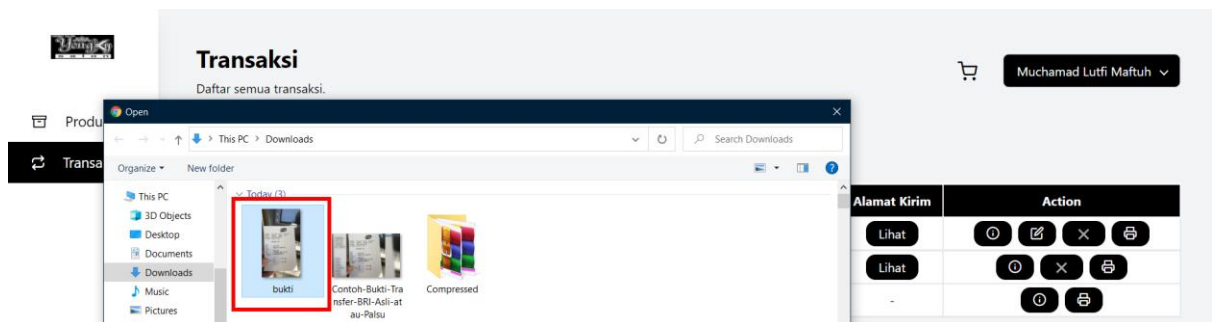 Yongky
Transaksi
Daftar semua transaksi.
Muchamad Lutfi Maftuh
Produ
Transa
Open
This PC > Downloads
Search Downloads
Organize
New folder
This PC
3D Objects
Desktop
Documents
Downloads
Music
Pictures
Today (3)
bukti
Contoh-Bukti-Tra
nsfer-BRI-Asli-at
au-Palsu
Compressed
Alamat Kirim
Action
Lihat
Lihat
-